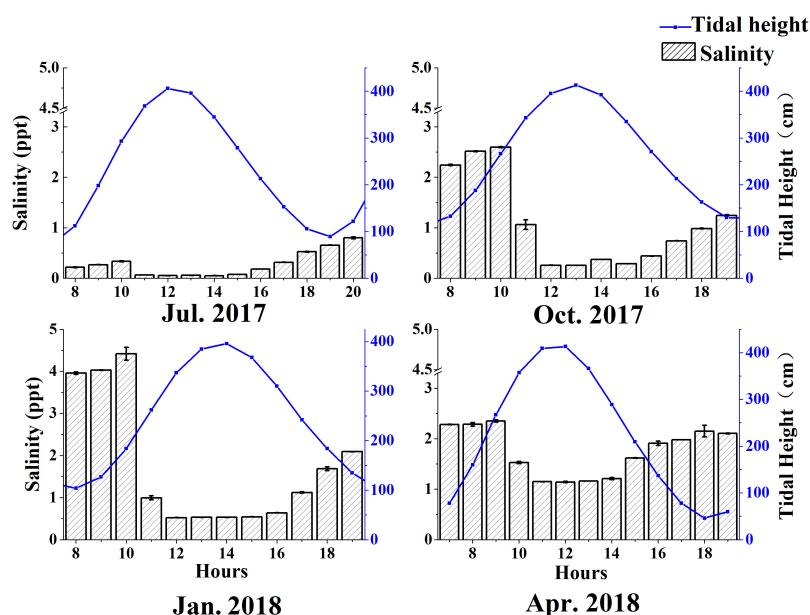 Tidal height
Salinity
5.0
4.5
3
2
1
0
Salinity (ppt)
400
300
200
100
0
8 10 12 14 16 18 20
Jul. 2017
5.0
4.5
3
2
1
0
400
300
200
100
0
Tidal Height（cm）
8 10 12 14 16 18
Oct. 2017
5
4
3
2
1
0
Salinity (ppt)
400
300
200
100
0
8 10 12 14 16 18
Hours
Jan. 2018
5.0
4.5
3
2
1
0
400
300
200
100
0
Tidal Height（cm）
8 10 12 14 16 18
Hours
Apr. 2018